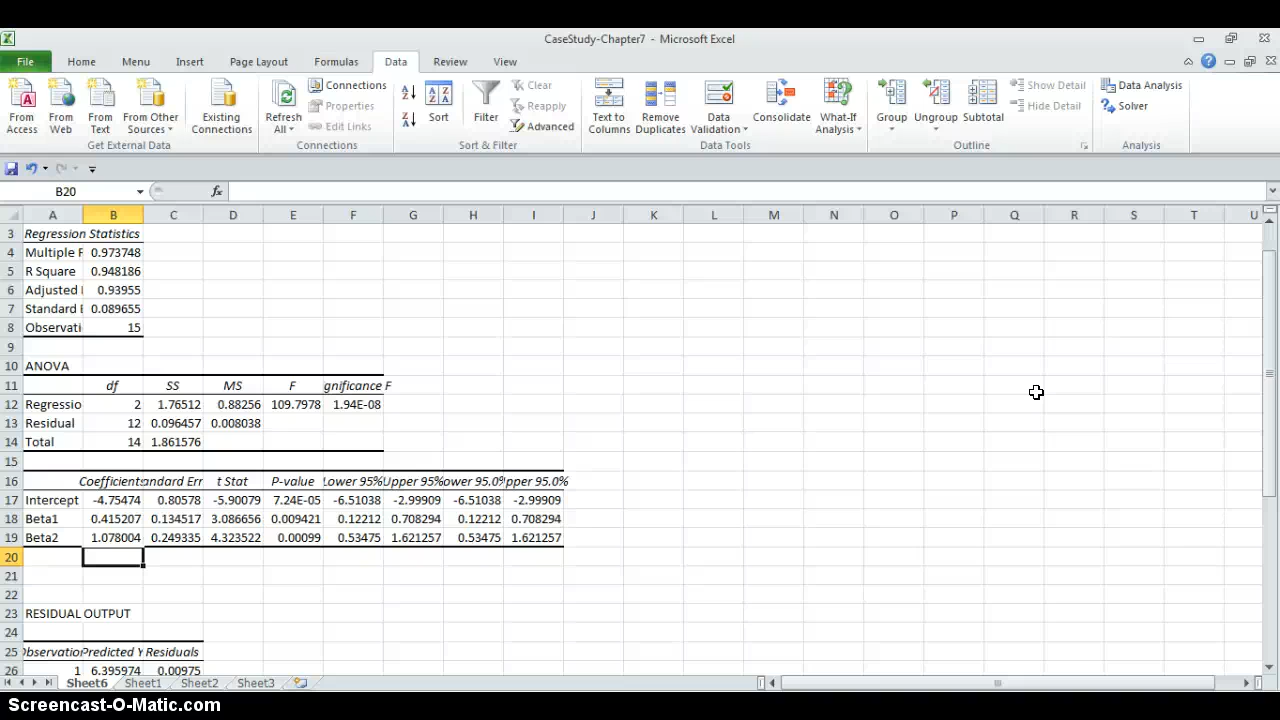 CaseStudy-Chapter7 - Microsoft Excel
File Home Menu Insert Page Layout Formulas Data Review View
From Access
From Web
From Text
From Other Sources
Existing Connections
Get External Data
Refresh All
Connections
Properties
Edit Links
Connections
Sort
Filter
Clear
Reapply
Advanced
Sort & Filter
Text to Columns
Remove Duplicates
Data Validation
Consolidate
What-If Analysis
Data Tools
Group
Ungroup
Subtotal
Show Detail
Hide Detail
Outline
Data Analysis
Solver
Analysis
B20 fx
A B C D E F G H I J K L M N O P Q R S T U
3 Regression Statistics
4 Multiple R 0.973748
5 R Square 0.948186
6 Adjusted 0.93955
7 Standard E 0.089655
8 Observati 15
9
10 ANOVA
11 df SS MS F gnificance F
12 Regressio 2 1.76512 0.88256 109.7978 1.94E-08
13 Residual 12 0.096457 0.008038
14 Total 14 1.861576
15
16 Coefficients andard Err t Stat P-value Lower 95% Upper 95% ower 95.0% pper 95.0%
17 Intercept -4.75474 0.80578 -5.90079 7.24E-05 -6.51038 -2.99909 -6.51038 -2.99909
18 Beta1 0.415207 0.134517 3.086656 0.009421 0.12212 0.708294 0.12212 0.708294
19 Beta2 1.078004 0.249335 4.323522 0.00099 0.53475 1.621257 0.53475 1.621257
20
21
22
23 RESIDUAL OUTPUT
24
25 Observation Predicted Y Residuals
26 1 6.395974 0.00975
Sheet6 Sheet1 Sheet2 Sheet3
Screencast-O-Matic.com